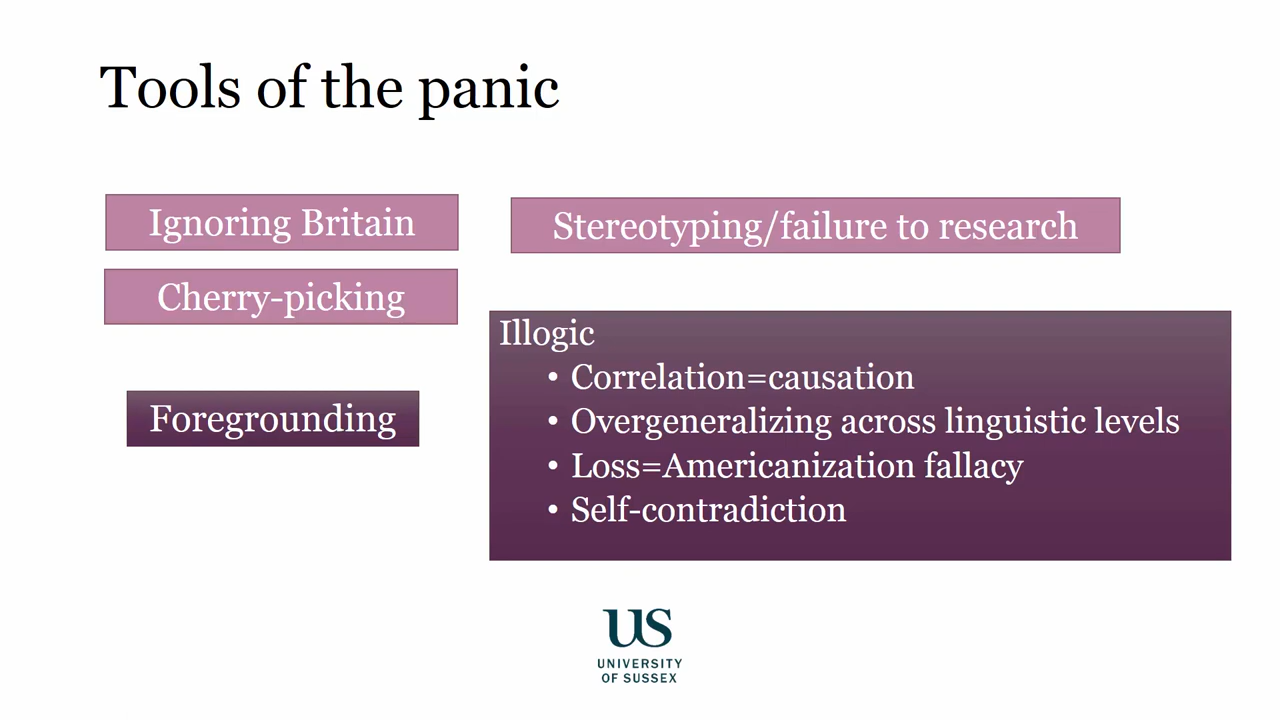 Tools of the panic
Ignoring Britain
Stereotyping/failure to research
Cherry-picking
Illogic
• Correlation=causation
• Overgeneralizing across linguistic levels
• Loss=Americanization fallacy
• Self-contradiction
Foregrounding
US
UNIVERSITY
OF SUSSEX